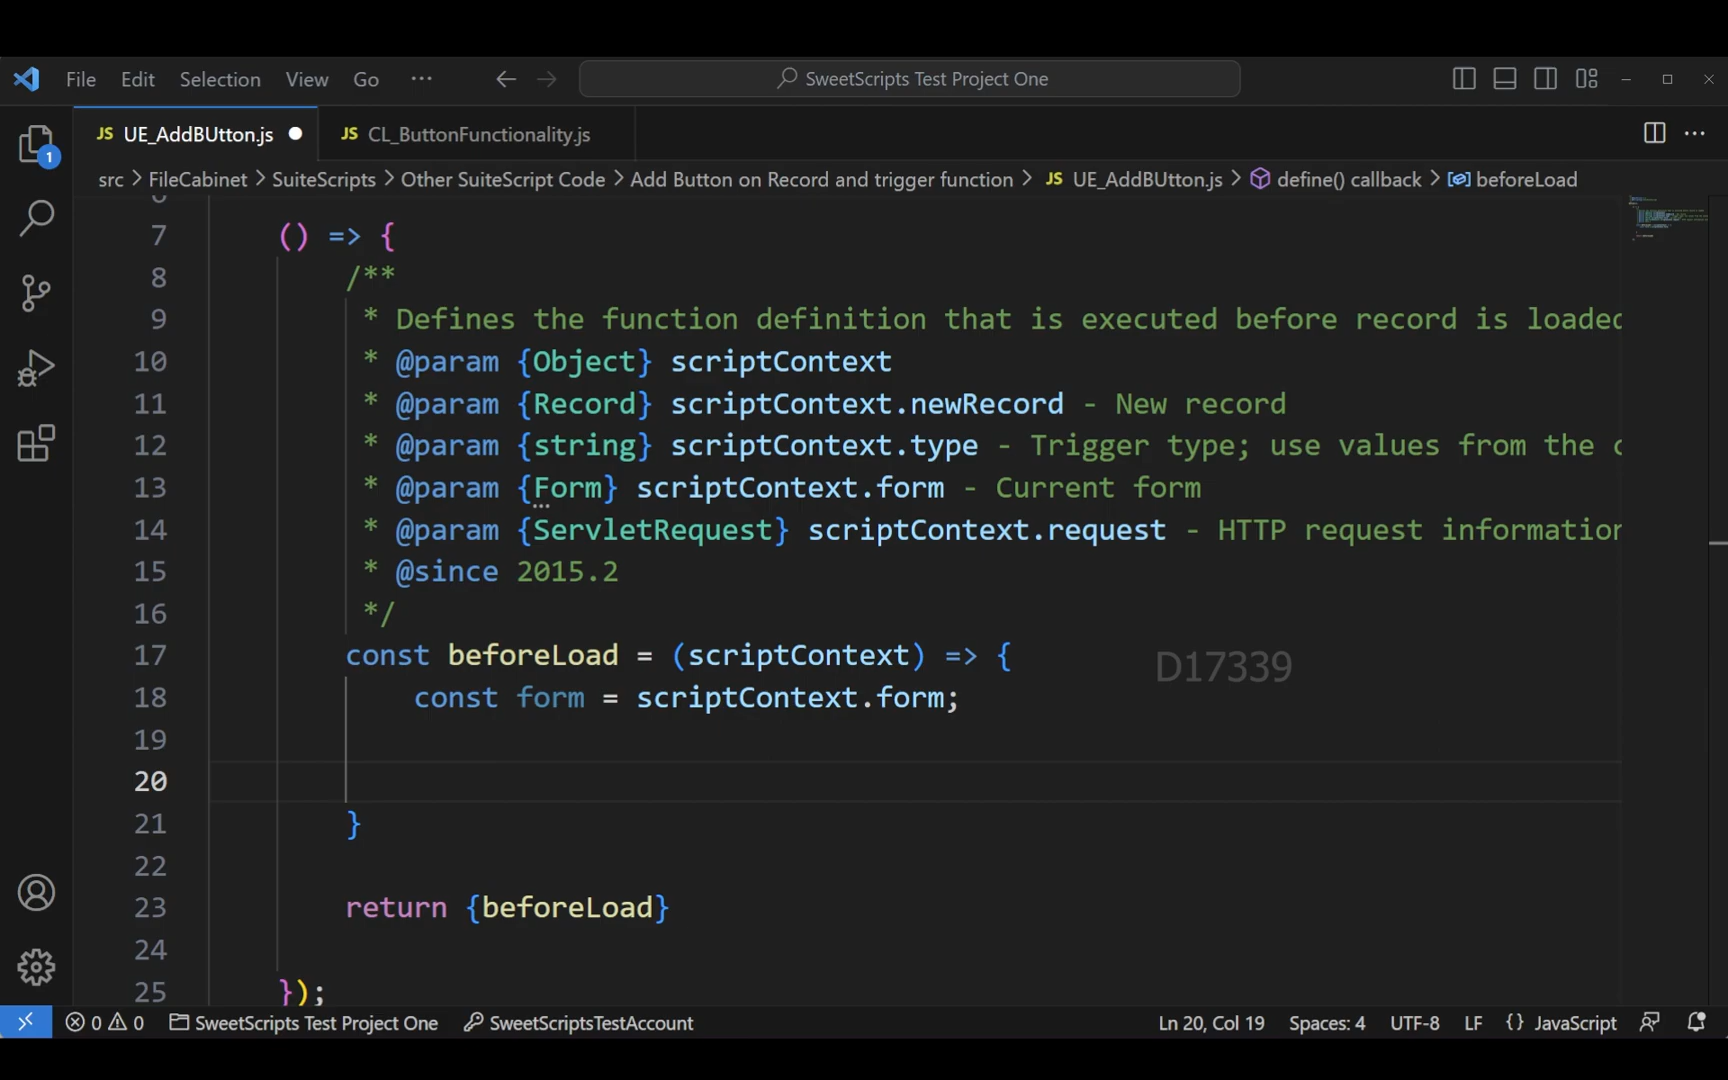 File Edit Selection View Go ··· SweetScripts Test Project One
JS UE_AddBUtton.js JS CL_ButtonFunctionality.js
src > FileCabinet > SuiteScripts > Other SuiteScript Code > Add Button on Record and trigger function > JS UE_AddBUtton.js > define() callback > beforeLoad
7 () => {
8 /**
9 * Defines the function definition that is executed before record is loaded
10 * @param {Object} scriptContext
11 * @param {Record} scriptContext.newRecord - New record
12 * @param {string} scriptContext.type - Trigger type; use values from the
13 * @param {Form} scriptContext.form - Current form
14 * @param {ServletRequest} scriptContext.request - HTTP request information
15 * @since 2015.2
16 */
17 const beforeLoad = (scriptContext) => {
D17339
18 const form = scriptContext.form;
19
20
21 }
22
23 return {beforeLoad}
24
25 });
1
0 0 SweetScripts Test Project One SweetScriptsTestAccount Ln 20, Col 19 Spaces: 4 UTF-8 LF {} JavaScript